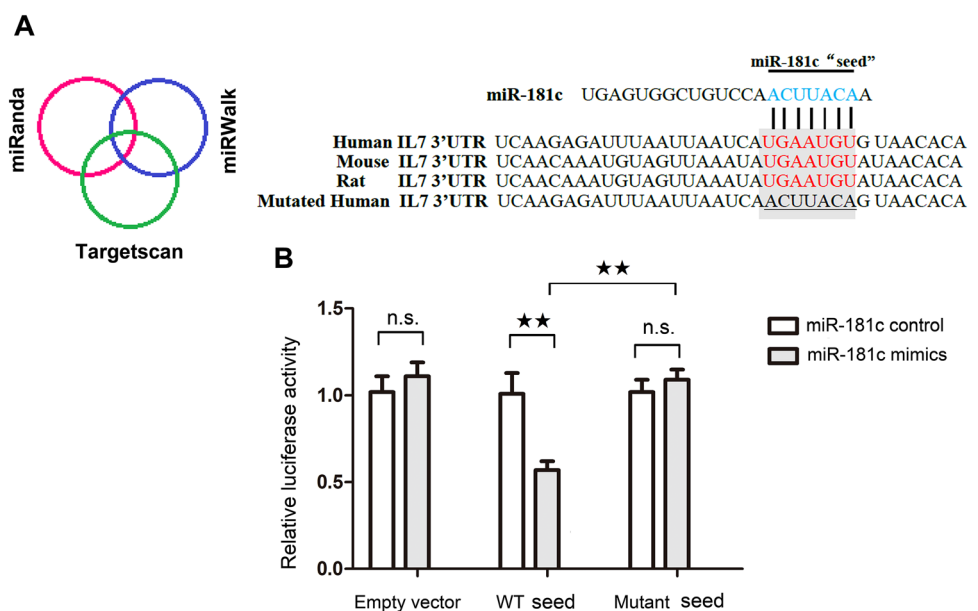 A
miRanda
miRWalk
Targetscan
miR-181c “seed”
miR-181c UGAGUGGCUGUCCAACUUACAA
Human IL7 3’UTR UCAAGAGAUUUAAUUAAUCAUGAAUGUG UAACACA
Mouse IL7 3’UTR UCAACAAAUGUAGUUAAAUAUGAAUGUAUAACACA
Rat IL7 3’UTR UCAACAAAUGUAGUUAAAUAUGAAUGUAUAACACA
Mutated Human IL7 3’UTR UCAAGAGAUUUAAUUAAUCAACUUACAG UAACACA
B
★★
n.s.
★★
n.s.
miR-181c control
miR-181c mimics
Relative luciferase activity
1.5
1.0
0.5
0.0
Empty vector
WT seed
Mutant seed